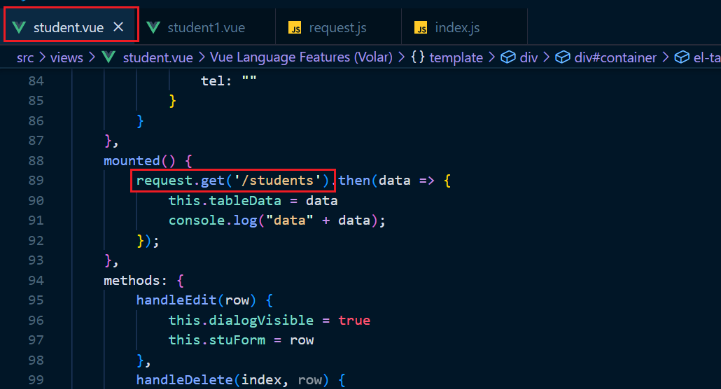 student.vue × student1.vue JS request.js JS index.js
src > views > student.vue > Vue Language Features (Volar) > {} template > div > div#container > el-ta
84 tel: ""
85 }
86 }
87 },
88 mounted() {
89 request.get('/students').then(data => {
90 this.tableData = data
91 console.log("data" + data);
92 });
93 },
94 methods: {
95 handleEdit(row) {
96 this.dialogVisible = true
97 this.stuForm = row
98 },
99 handleDelete(index, row) {